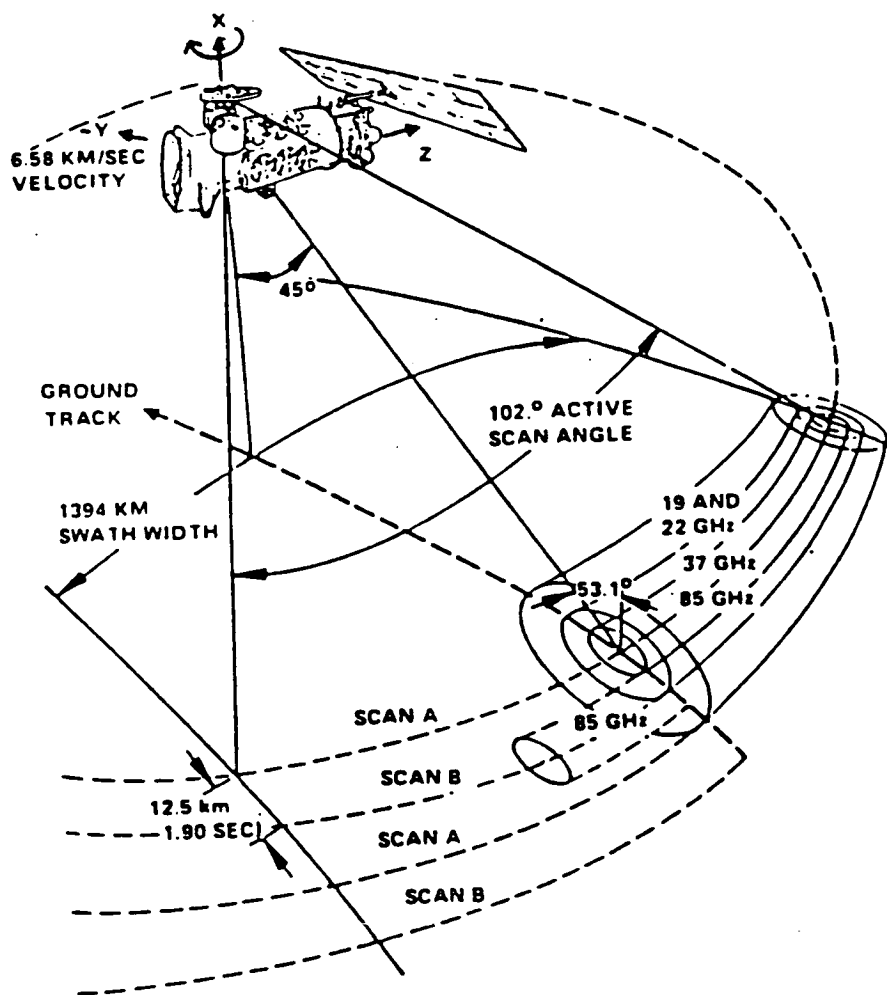 X
-Y
Z
6.58 KM/SEC
VELOCITY
45°
GROUND
TRACK
102.° ACTIVE
SCAN ANGLE
1394 KM
SWATH WIDTH
19 AND
22 GHz
37 GHz
53.1°
85 GHz
SCAN A
85 GHz
SCAN B
12.5 km
1.90 SEC)
SCAN A
SCAN B